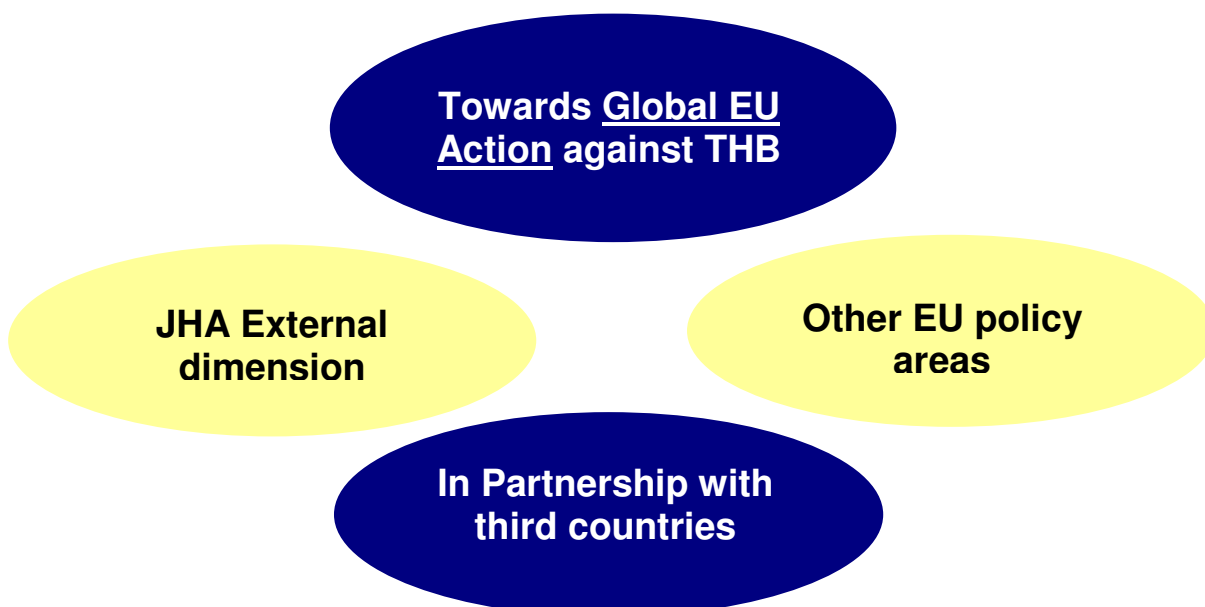 Towards Global EU
Action against THB
JHA External
dimension
Other EU policy
areas
In Partnership with
third countries